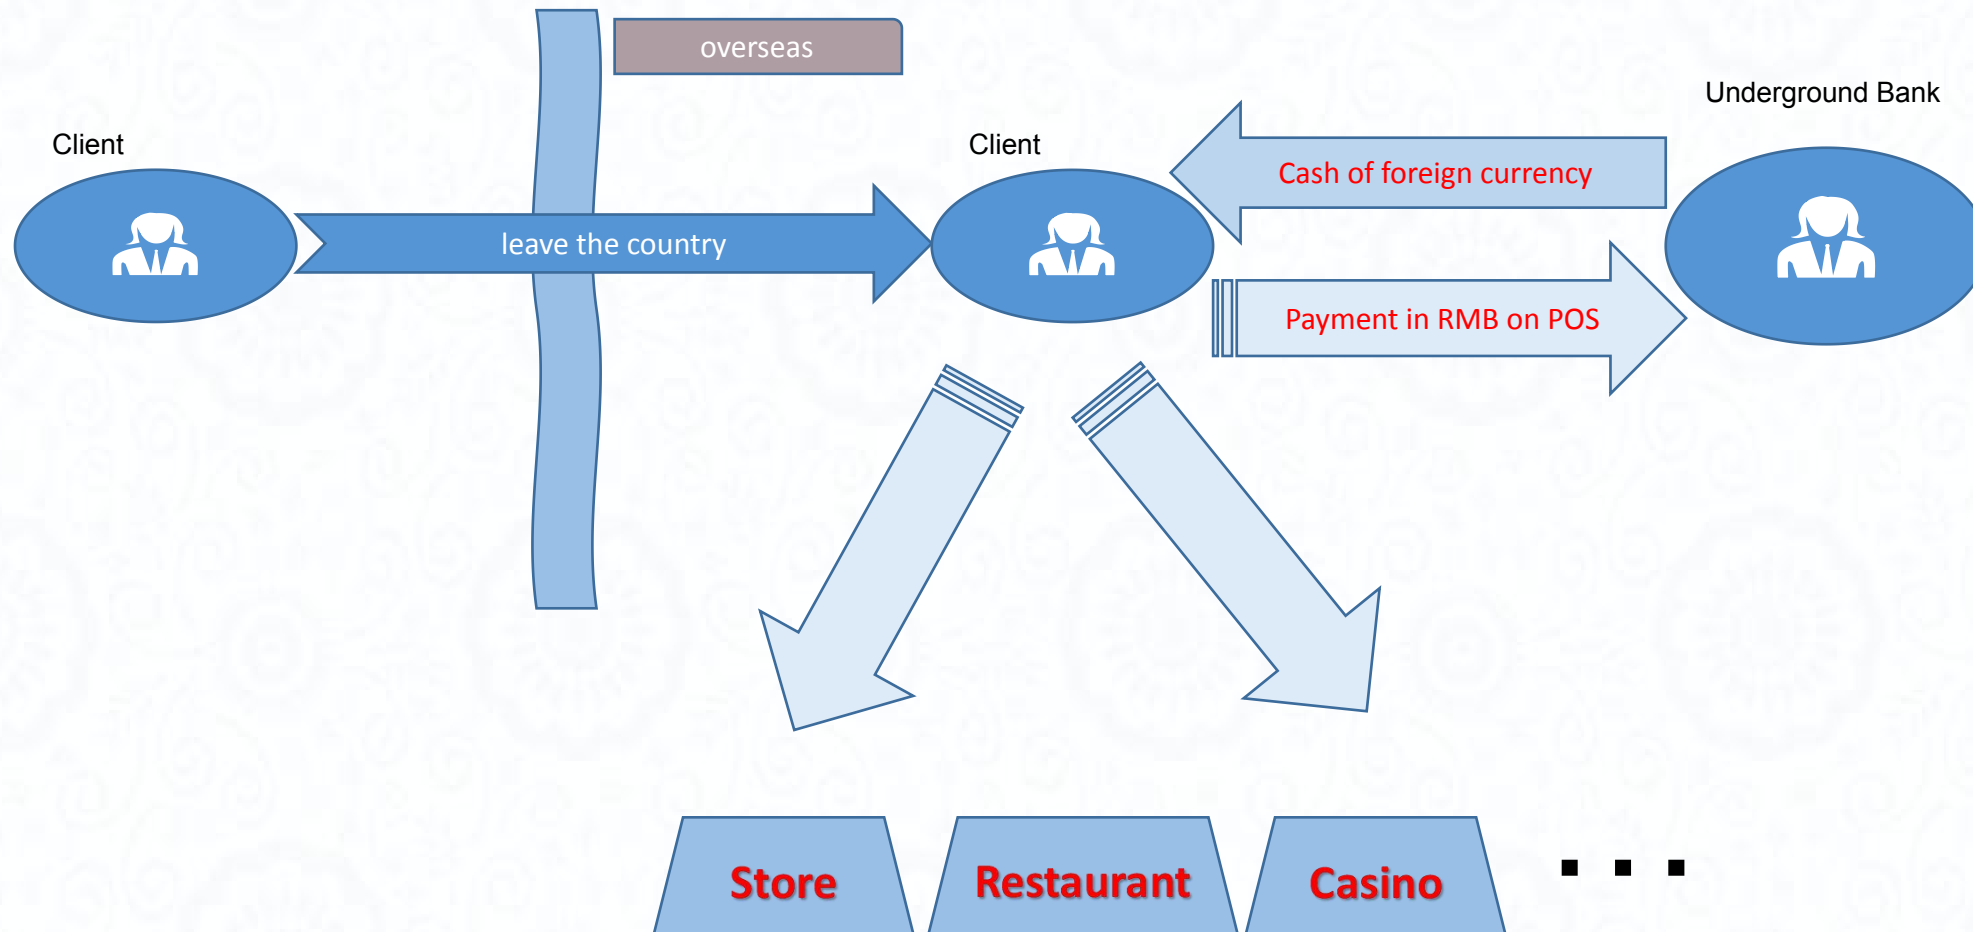 overseas
Underground Bank
Client
Client
Cash of foreign currency
leave the country
Payment in RMB on POS
Store
Restaurant
Casino
...